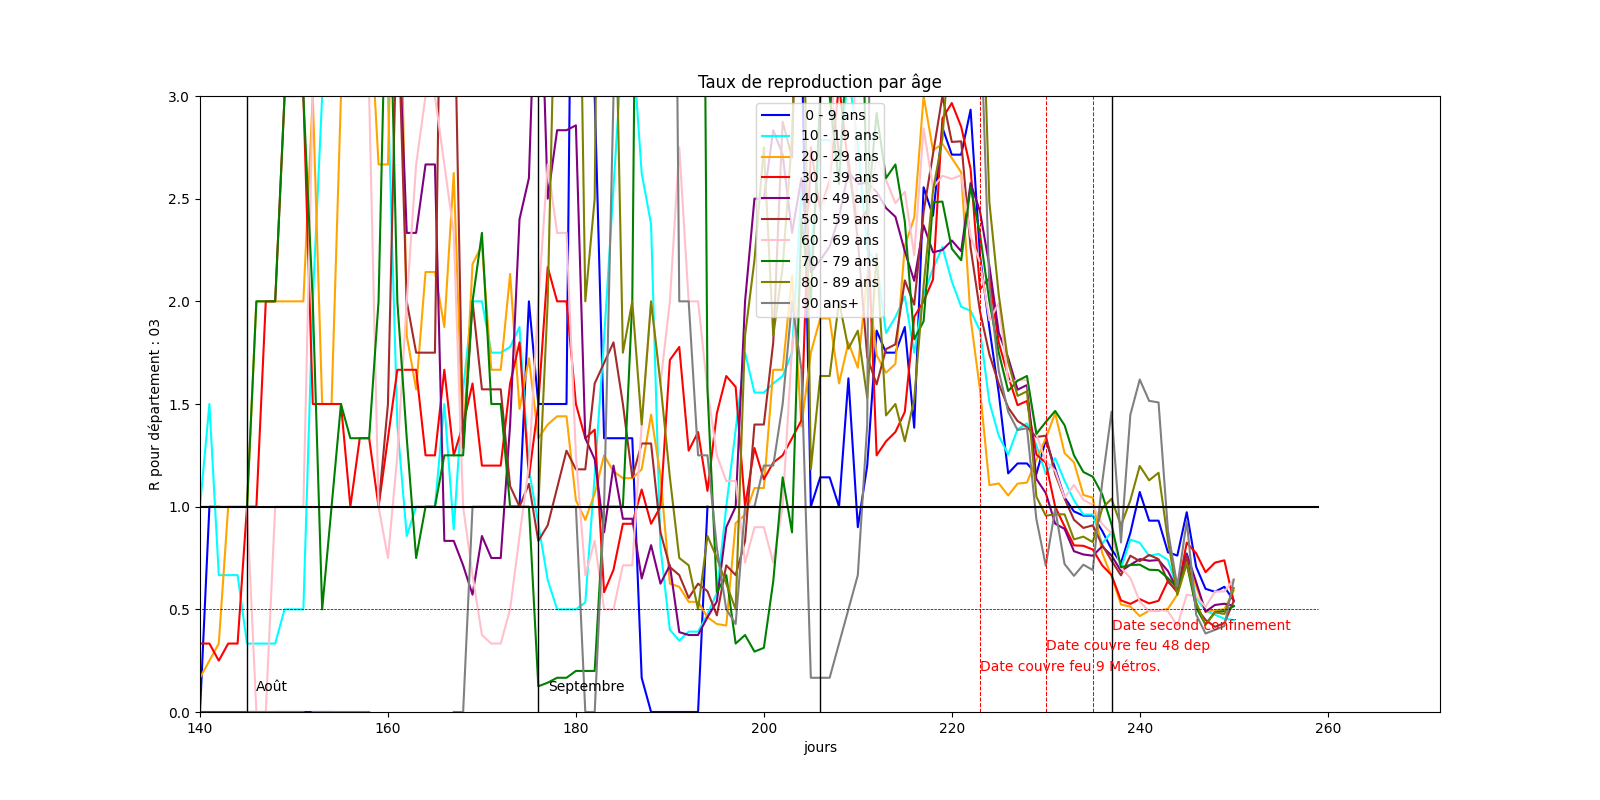 Taux de reproduction par âge
R pour département : 03
3.0
2.5
2.0
1.5
1.0
0.5
0.0
0 - 9 ans
10 - 19 ans
20 - 29 ans
30 - 39 ans
40 - 49 ans
50 - 59 ans
60 - 69 ans
70 - 79 ans
80 - 89 ans
90 ans+
Date second confinement
Date couvre feu 48 dep
Date couvre feu 9 Métros.
Août
Septembre
140
160
180
200
220
240
260
jours